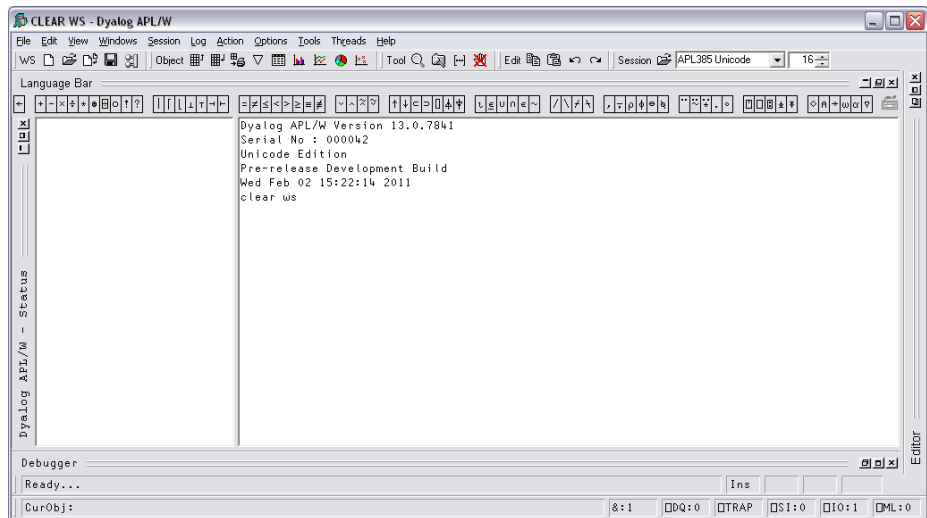 CLEAR WS - Dyalog APL/W
File Edit View Windows Session Log Action Options Tools Threads Help
WS Object Tool Edit Session APL385 Unicode 16
Language Bar
← + - × ÷ * ⍟ ⌹ ○ ! ? | ⌈ ⌊ ⊥ ⊤ ⊣ ⊢ = ≠ ≤ < > ≥ ≡ ≢ ∨ ∧ ⍲ ⍱ ↑ ↓ ⊂ ⊃ ⌷ ⍋ ⍒ ⍳ ∪ ∩ ∊ ~ / \ ⌿ ⍀ , ⍪ ⍴ ⌽ ⊖ ⍉ ¨ ⍨ ⍣ . ∘ ⍞ ⎕ ⍠ ⍎ ⍕ ⋄ ⍝ → ⍵ ⍺ ∇
Dyalog APL/W Version 13.0.7841
Serial No : 000042
Unicode Edition
Pre-release Development Build
Wed Feb 02 15:22:14 2011
clear ws
Dyalog APL/W - Status
Editor
Debugger
Ready...
Ins
CurObj:
&:1 ⎕DQ:0 ⎕TRAP ⎕SI:0 ⎕IO:1 ⎕ML:0